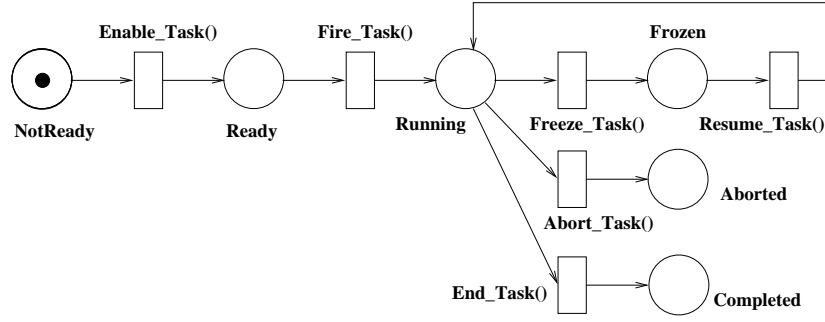 Enable_Task()
Fire_Task()
Frozen
NotReady
Ready
Running
Freeze_Task()
Resume_Task()
Aborted
Abort_Task()
End_Task()
Completed